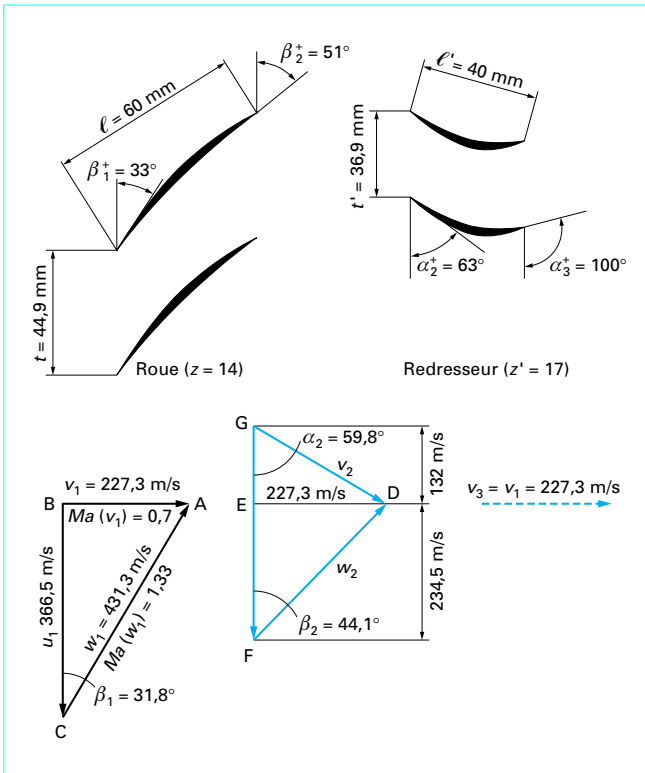 β₂⁺ = 51°
ℓ = 60 mm
β₁⁺ = 33°
t = 44,9 mm
Roue (z = 14)
ℓ' = 40 mm
t' = 36,9 mm
α₂⁺ = 63°
α₃⁺ = 100°
Redresseur (z' = 17)
v₁ = 227,3 m/s
B
A
Ma (v₁) = 0,7
u₁ 366,5 m/s
w₁ = 431,3 m/s
Ma (w₁) = 1,33
β₁ = 31,8°
C
G
α₂ = 59,8°
v₂
132 m/s
227,3 m/s
D
E
w₂
234,5 m/s
β₂ = 44,1°
F
v₃ = v₁ = 227,3 m/s